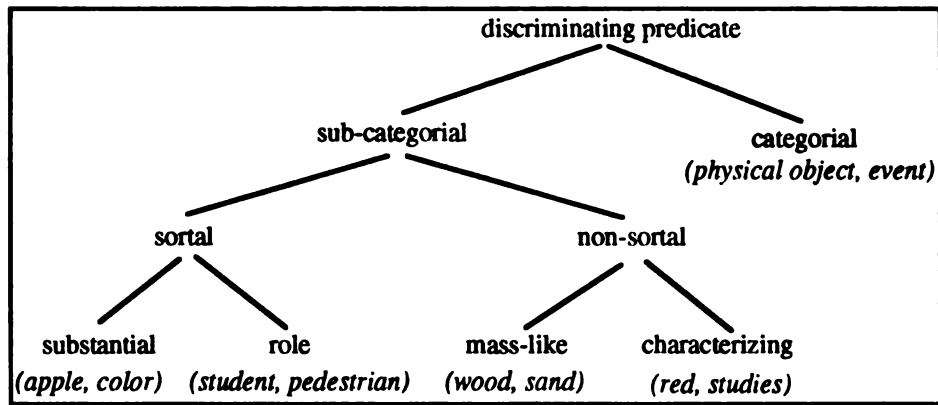 discriminating predicate
sub-categorial
categorial
(physical object, event)
sortal
non-sortal
substantial
role
mass-like
characterizing
(apple, color)
(student, pedestrian)
(wood, sand)
(red, studies)